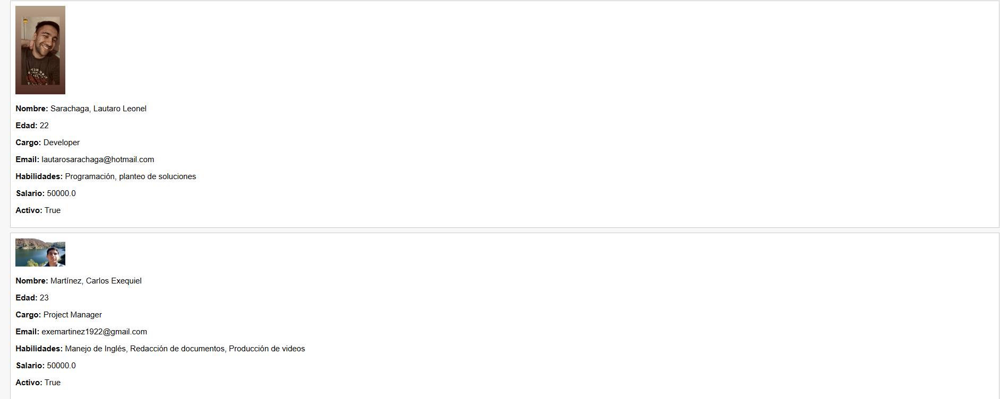 Nombre: Sarachaga, Lautaro Leonel
Edad: 22
Cargo: Developer
Email: lautarosarachaga@hotmail.com
Habilidades: Programación, planteo de soluciones
Salario: 50000.0
Activo: True
Nombre: Martínez, Carlos Exequiel
Edad: 23
Cargo: Project Manager
Email: exemartinez1922@gmail.com
Habilidades: Manejo de Inglés, Redacción de documentos, Producción de videos
Salario: 50000.0
Activo: True